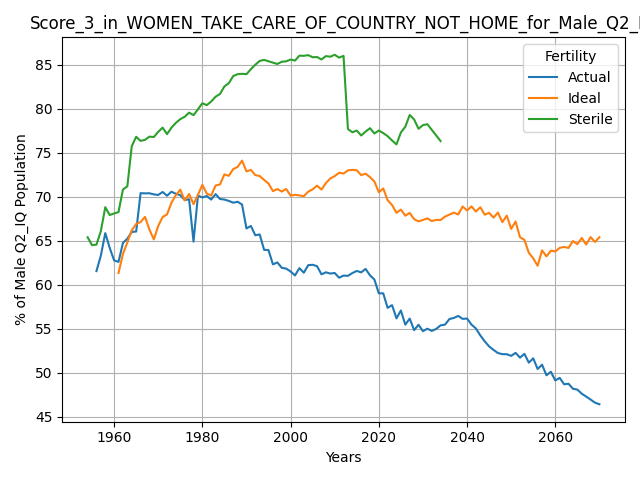 Score_3_in_WOMEN_TAKE_CARE_OF_COUNTRY_NOT_HOME_for_Male_Q2_I
Fertility
Actual
Ideal
Sterile
% of Male Q2_IQ Population
85
80
75
70
65
60
55
50
45
1960
1980
2000
2020
2040
2060
Years